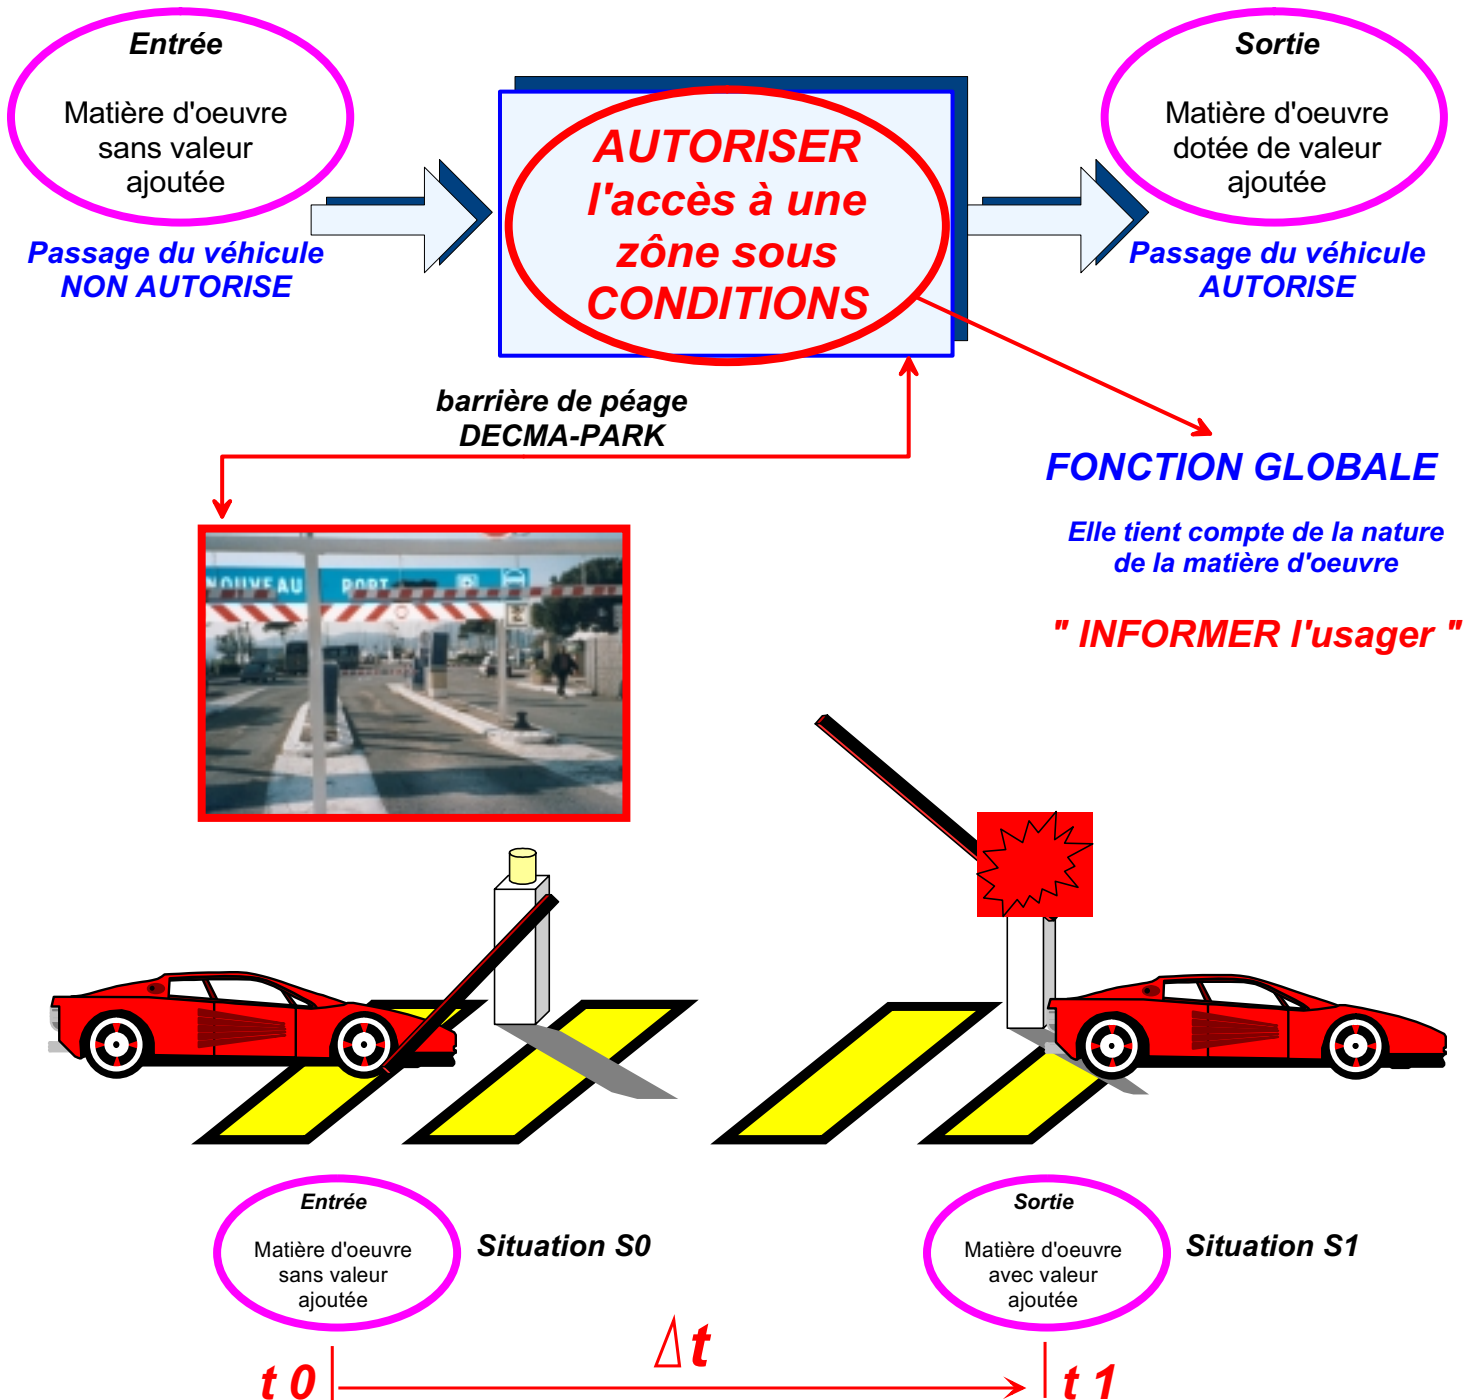 Entrée
Matière d'oeuvre
sans valeur
ajoutée
Passage du véhicule
NON AUTORISE
AUTORISER
l'accès à une
zône sous
CONDITIONS
Sortie
Matière d'oeuvre
dotée de valeur
ajoutée
Passage du véhicule
AUTORISE
barrière de péage
DECMA-PARK
FONCTION GLOBALE
Elle tient compte de la nature
de la matière d'oeuvre
" INFORMER l'usager "
NOUVEAU PORT P
Entrée
Matière d'oeuvre
sans valeur
ajoutée
Situation S0
Sortie
Matière d'oeuvre
avec valeur
ajoutée
Situation S1
Δt
t 0
t 1